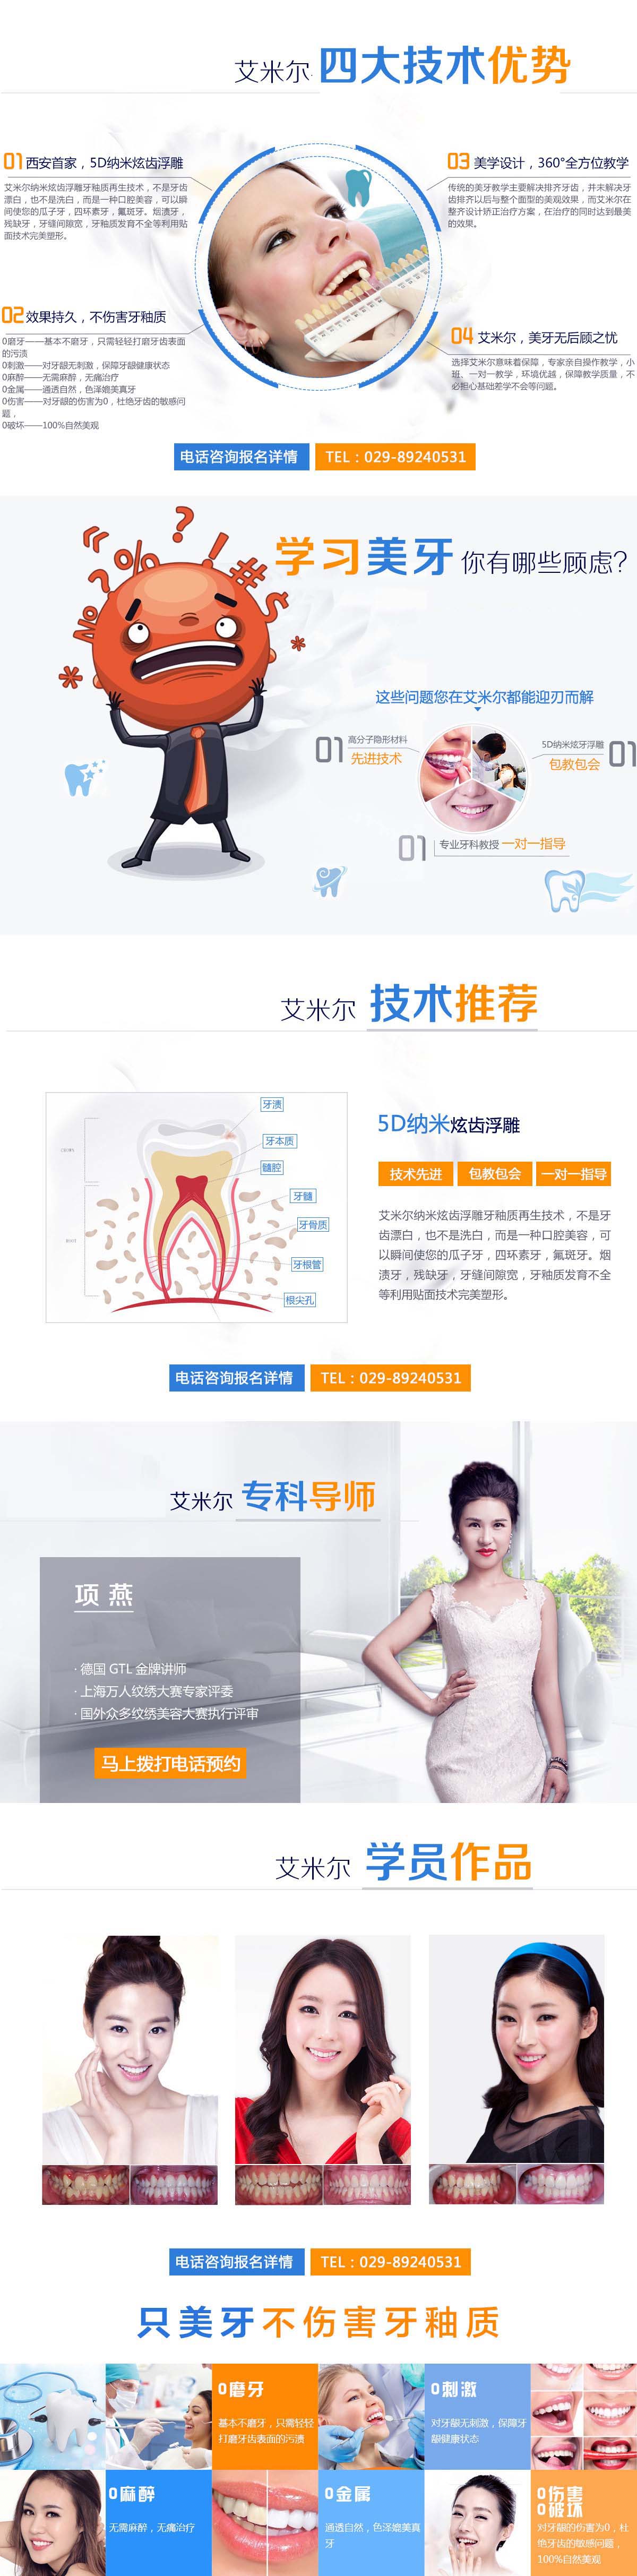 艾米尔 四大技术优势
01 西安首家，5D纳米炫齿浮雕
艾米尔纳米炫齿浮雕牙釉质再生技术，不是牙齿
漂白，也不是洗白，而是一种口腔美容，可以瞬
间使您的瓜子牙，四环素牙，氟斑牙。烟渍牙，
残缺牙，牙缝间隙宽，牙釉质发育不全等利用贴
面技术完美塑形。
02 效果持久，不伤害牙釉质
0磨牙——基本不磨牙，只需轻轻打磨牙齿表面
的污渍
0刺激——对牙龈无刺激，保障牙龈健康状态
0麻醉——无需麻醉，无痛治疗
0金属——通透自然，色泽媲美真牙
0伤害——对牙龈的伤害为0，杜绝牙齿的敏感问
题，
0破坏——100%自然美观
03 美学设计，360°全方位教学
传统的美牙教学主要解决排齐牙齿，并未解决牙
齿排齐以后与整个面型的美观效果，而艾米尔在
整齐设计矫正治疗方案，在治疗的同时达到最美
的效果。
04 艾米尔，美牙无后顾之忧
选择艾米尔意味着保障，专家亲自操作教学，小
班、一对一教学，环境优越，保障教学质量，不
必担心基础差学不会等问题。
电话咨询报名详情 TEL：029-89240531
学习美牙 你有哪些顾虑？
No?%?!#$
这些问题您在艾米尔都能迎刃而解
01 高分子隐形材料
先进技术
5D纳米炫牙浮雕 01
包教包会
01 专业牙科教授 一对一指导
艾米尔 技术推荐
牙渍
牙本质
髓腔
牙髓
牙骨质
牙根管
根尖孔
5D纳米炫齿浮雕
技术先进 包教包会 一对一指导
艾米尔纳米炫齿浮雕牙釉质再生技术，不是牙
齿漂白，也不是洗白，而是一种口腔美容，可
以瞬间使您的瓜子牙，四环素牙，氟斑牙。烟
渍牙，残缺牙，牙缝间隙宽，牙釉质发育不全
等利用贴面技术完美塑形。
电话咨询报名详情 TEL：029-89240531
艾米尔 专科导师
项 燕
· 德国 GTL 金牌讲师
· 上海万人纹绣大赛专家评委
· 国外众多纹绣美容大赛执行评审
马上拨打电话预约
艾米尔 学员作品
电话咨询报名详情 TEL：029-89240531
只美牙不伤害牙釉质
0磨牙
基本不磨牙，只需轻轻
打磨牙齿表面的污渍
0刺激
对牙龈无刺激，保障牙
龈健康状态
0麻醉
无需麻醉，无痛治疗
0金属
通透自然，色泽媲美真
牙
0伤害
0破坏
对牙龈的伤害为0，杜
绝牙齿的敏感问题，
100%自然美观